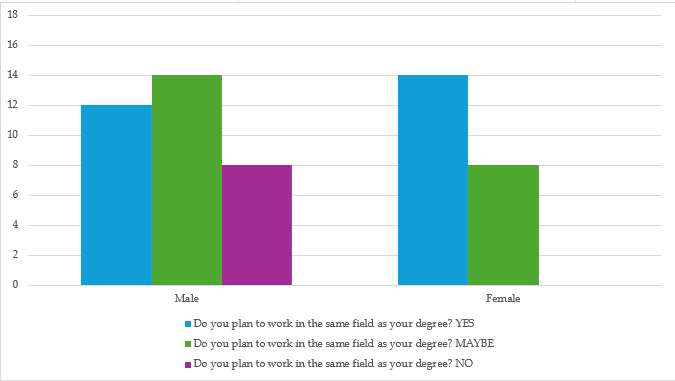 18
16
14
12
10
8
6
4
2
0
Male Female
Do you plan to work in the same field as your degree? YES
Do you plan to work in the same field as your degree? MAYBE
Do you plan to work in the same field as your degree? NO